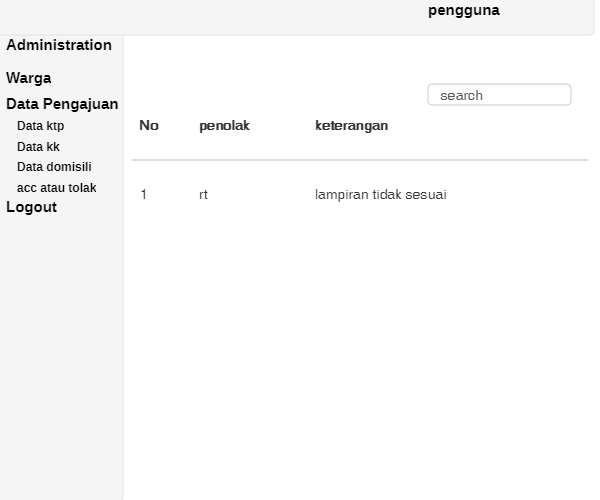 pengguna
Administration
Warga
search
Data Pengajuan
Data ktp
No penolak keterangan
Data kk
Data domisili
acc atau tolak
1 rt lampiran tidak sesuai
Logout